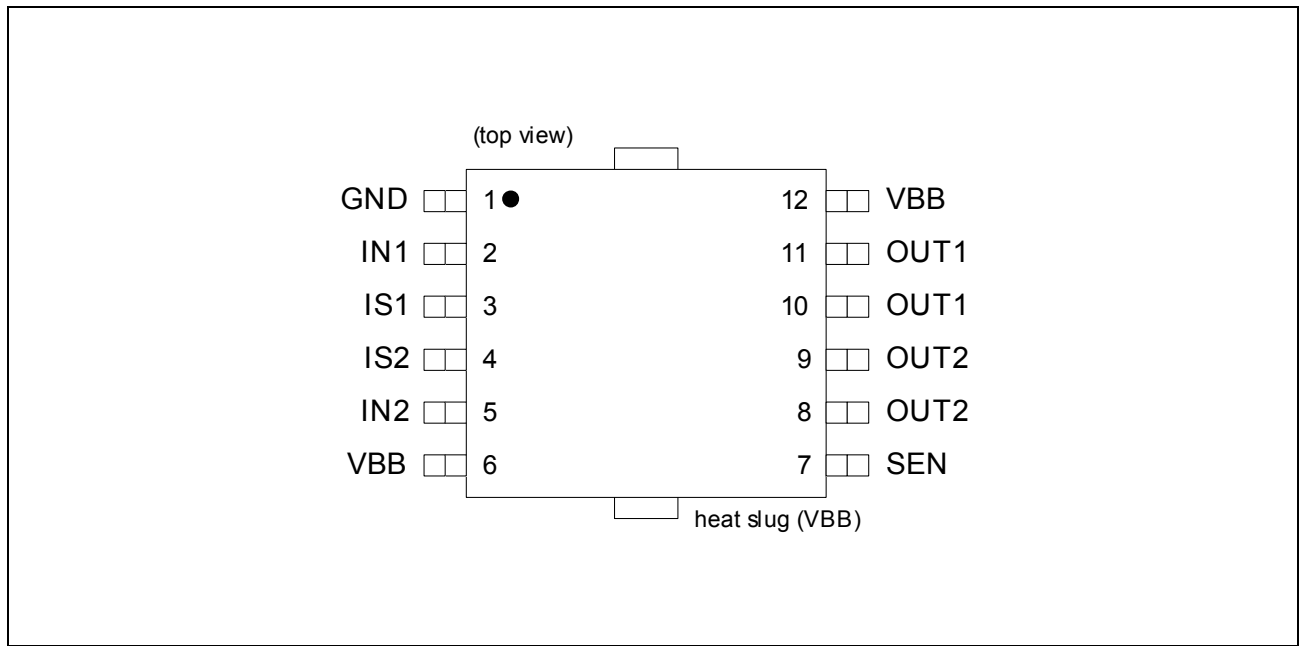 (top view)
GND 1 12 VBB
IN1 2 11 OUT1
IS1 3 10 OUT1
IS2 4 9 OUT2
IN2 5 8 OUT2
VBB 6 7 SEN
heat slug (VBB)